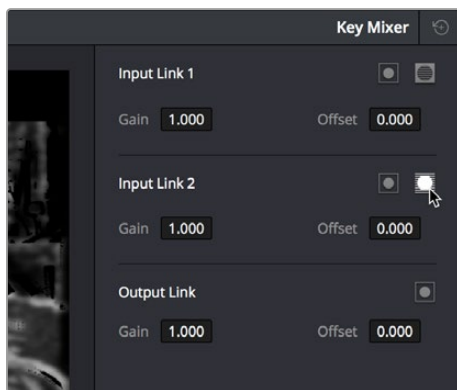 Key Mixer
Input Link 1
Gain 1.000 Offset 0.000
Input Link 2
Gain 1.000 Offset 0.000
Output Link
Gain 1.000 Offset 0.000